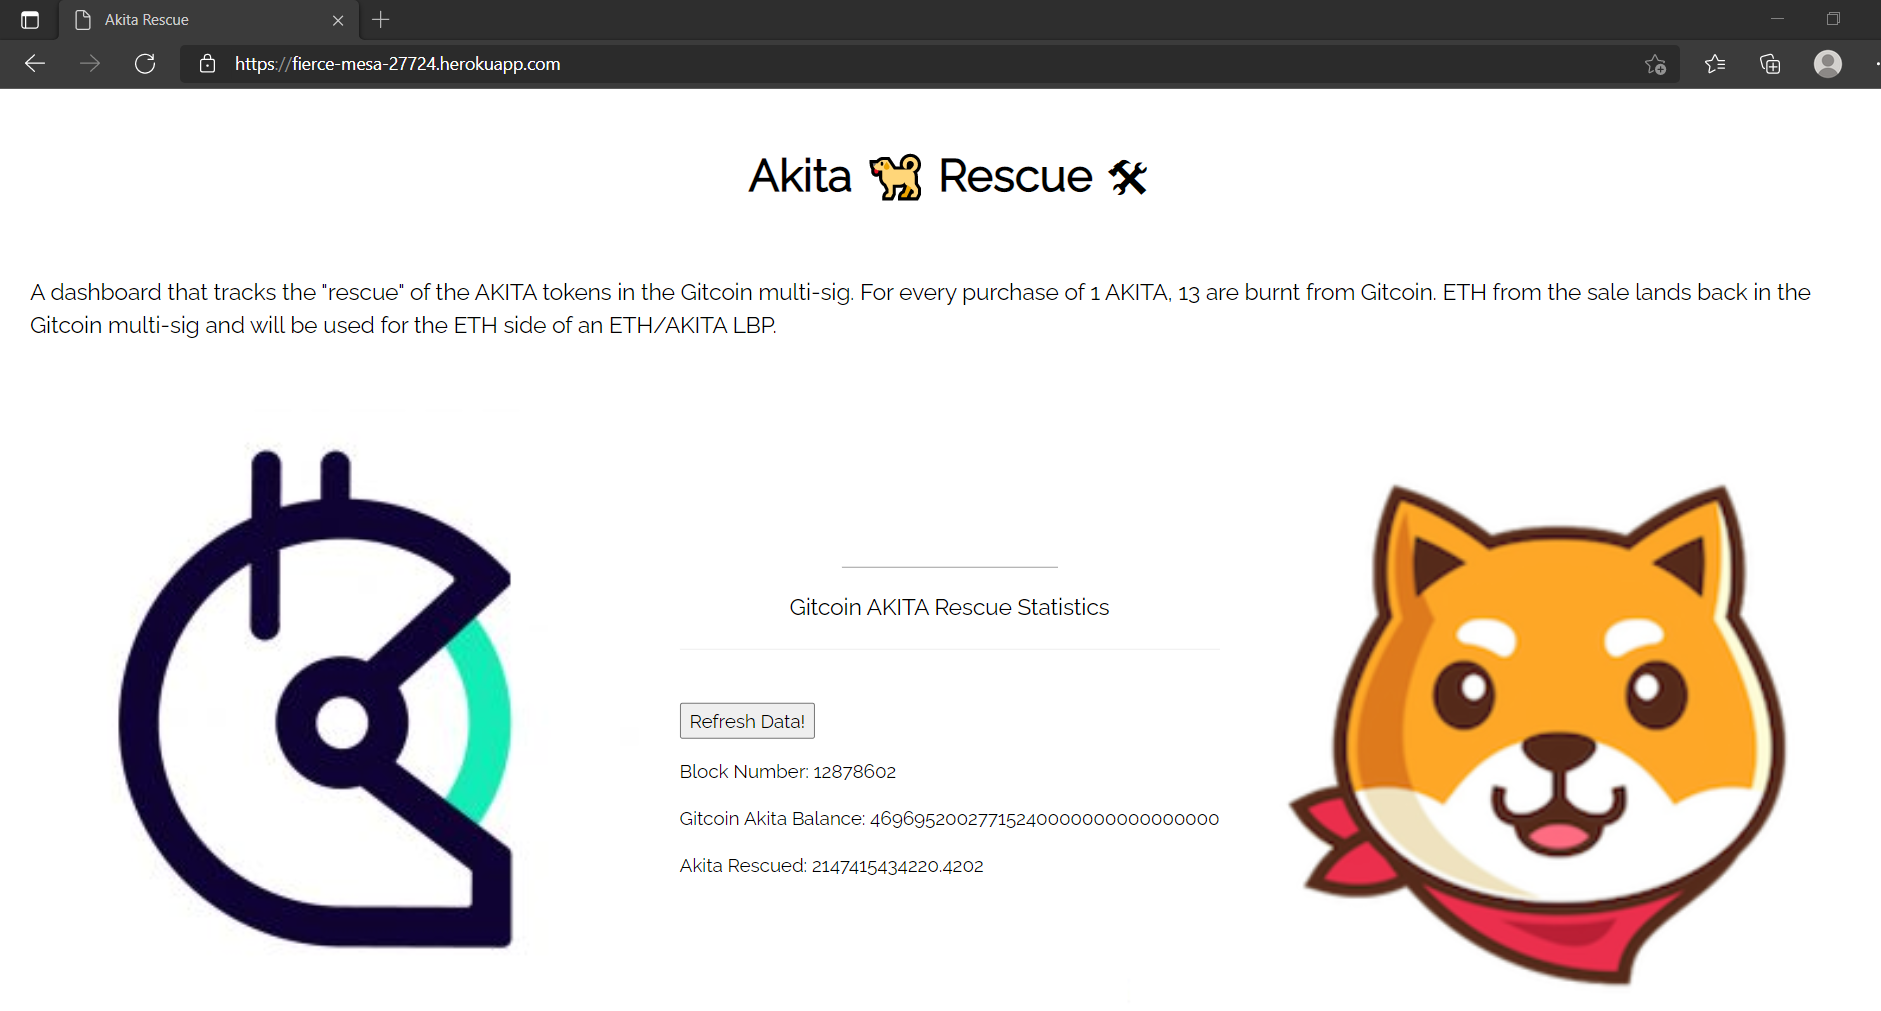 Akita Rescue
https://fierce-mesa-27724.herokuapp.com
Akita 🐕 Rescue 🛠
A dashboard that tracks the "rescue" of the AKITA tokens in the Gitcoin multi-sig. For every purchase of 1 AKITA, 13 are burnt from Gitcoin. ETH from the sale lands back in the
Gitcoin multi-sig and will be used for the ETH side of an ETH/AKITA LBP.
Gitcoin AKITA Rescue Statistics
Refresh Data!
Block Number: 12878602
Gitcoin Akita Balance: 46969520027715240000000000000000
Akita Rescued: 2147415434220.4202